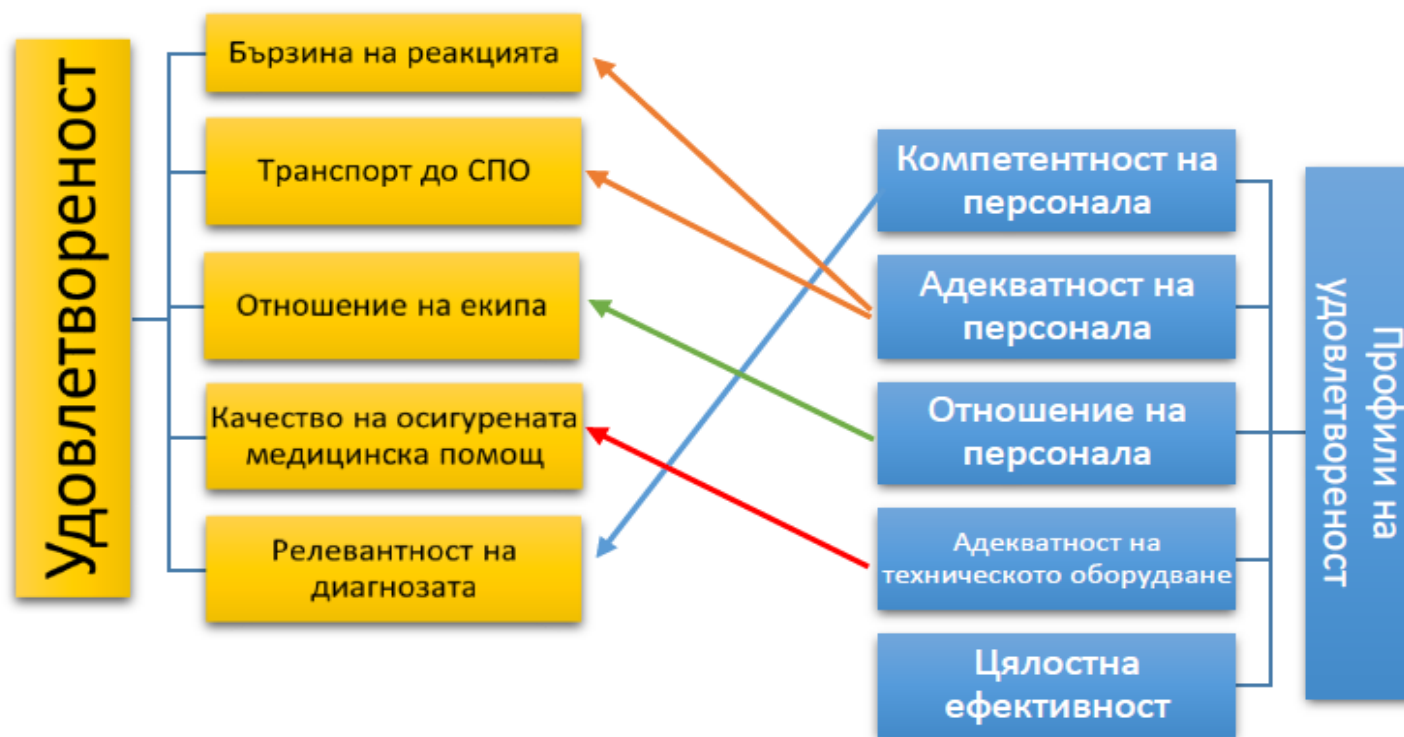 Удовлетвореност
Бързина на реакцията
Транспорт до СПО
Отношение на екипа
Качество на осигурената
медицинска помощ
Релевантност на
диагнозата
Компетентност на
персонала
Адекватност на
персонала
Отношение на
персонала
Адекватност на
техническото оборудване
Цялостна
ефективност
Профили на
удовлетвореност